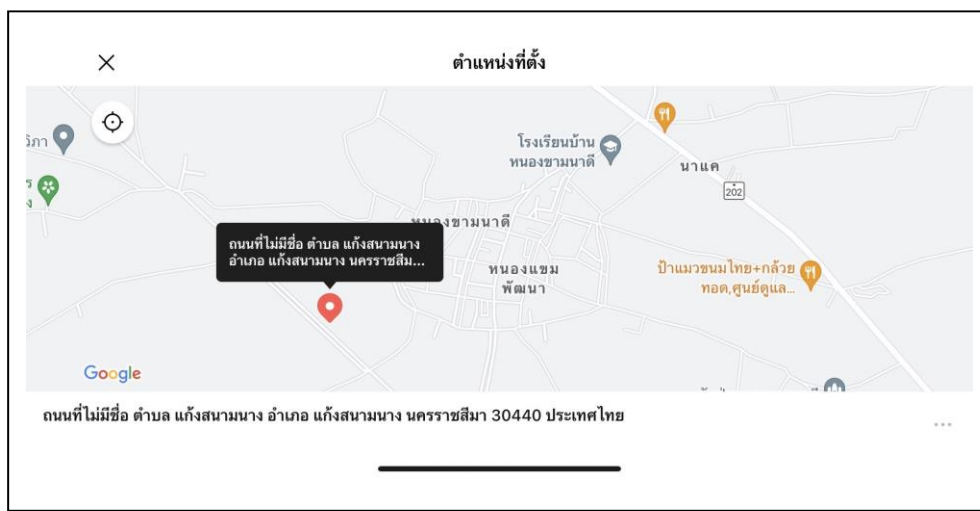 ตำแหน่งที่ตั้ง
โรงเรียนบ้าน
หนองขามนาดี
นาแค
202
หนองขามนาดี
ถนนที่ไม่มีชื่อ ตำบล แก้งสนามนาง
อำเภอ แก้งสนามนาง นครราชสีม...
หนองแขม
พัฒนา
ป้าแมวขนมไทย+กล้วย
ทอด,ศูนย์ดูแล...
Google
ถนนที่ไม่มีชื่อ ตำบล แก้งสนามนาง อำเภอ แก้งสนามนาง นครราชสีมา 30440 ประเทศไทย